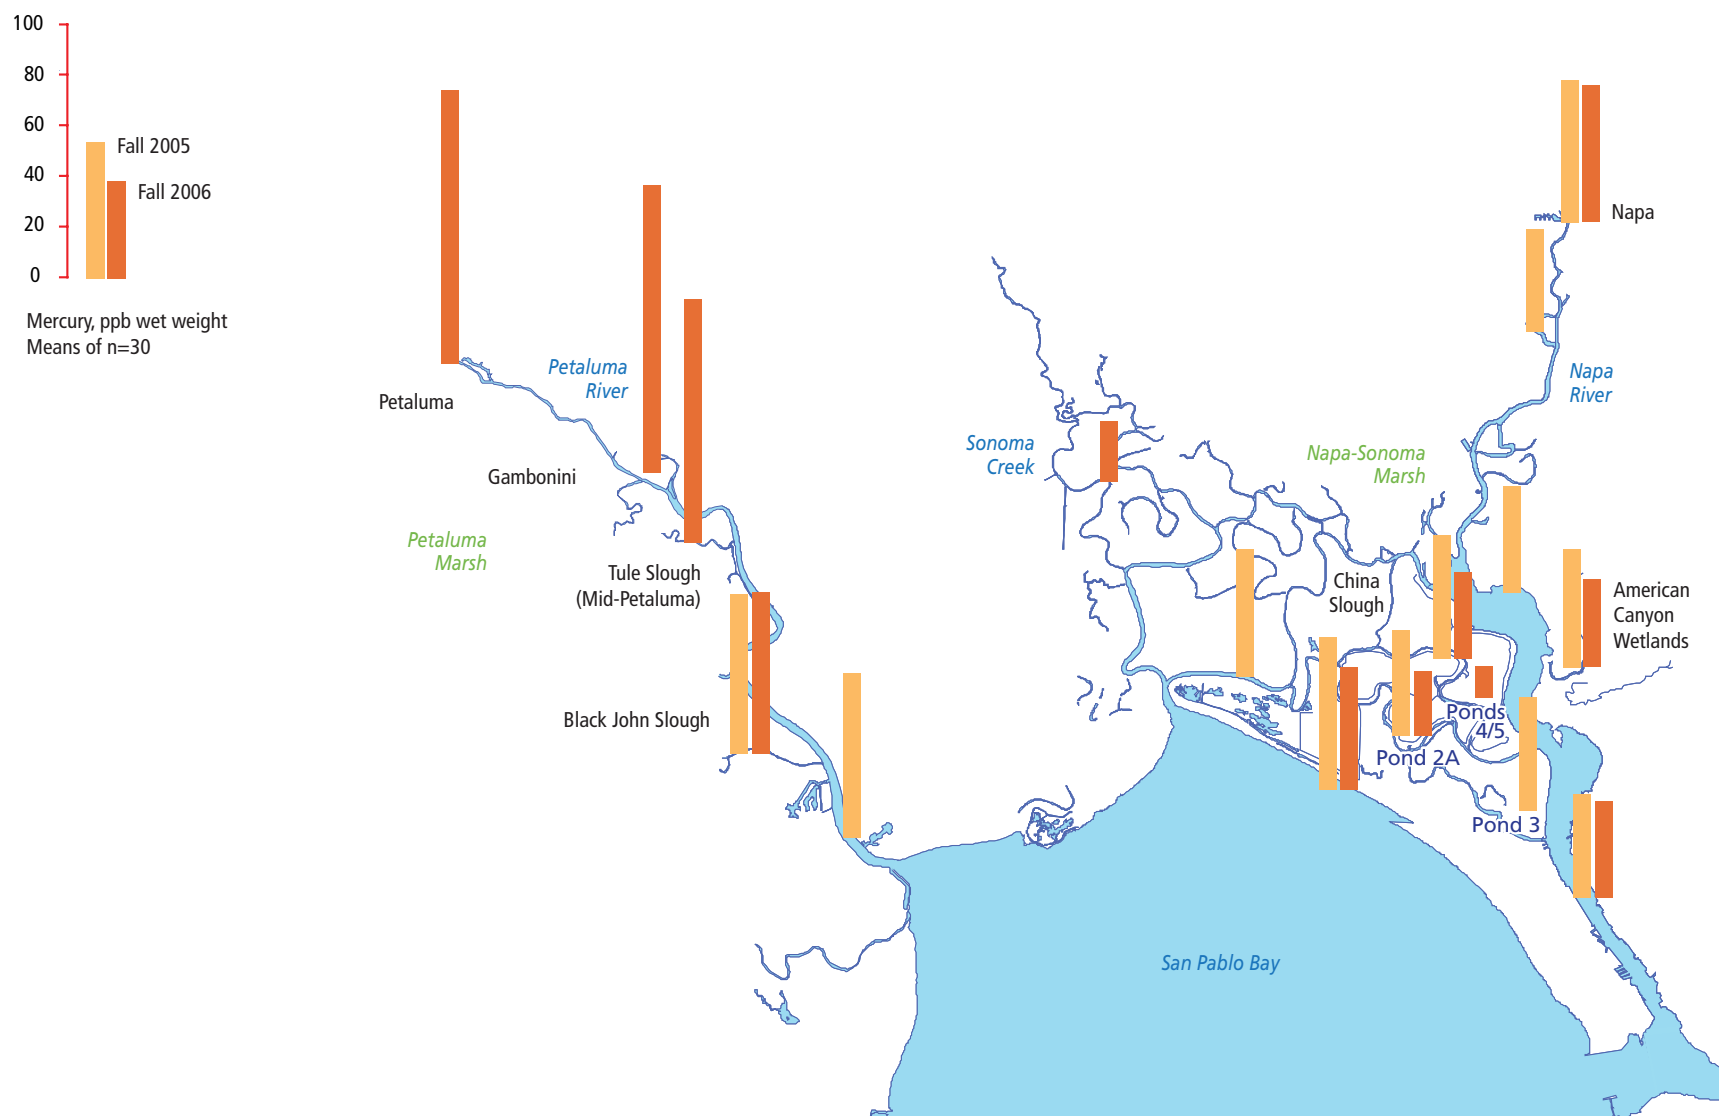 100
80
60
40
20
0
Fall 2005
Fall 2006
Mercury, ppb wet weight
Means of n=30
Petaluma
Petaluma
River
Gambonini
Petaluma
Marsh
Tule Slough
(Mid-Petaluma)
Black John Slough
Sonoma
Creek
Napa-Sonoma
Marsh
Napa
Napa
River
China
Slough
American
Canyon
Wetlands
Ponds
4/5
Pond 2A
Pond 3
San Pablo Bay